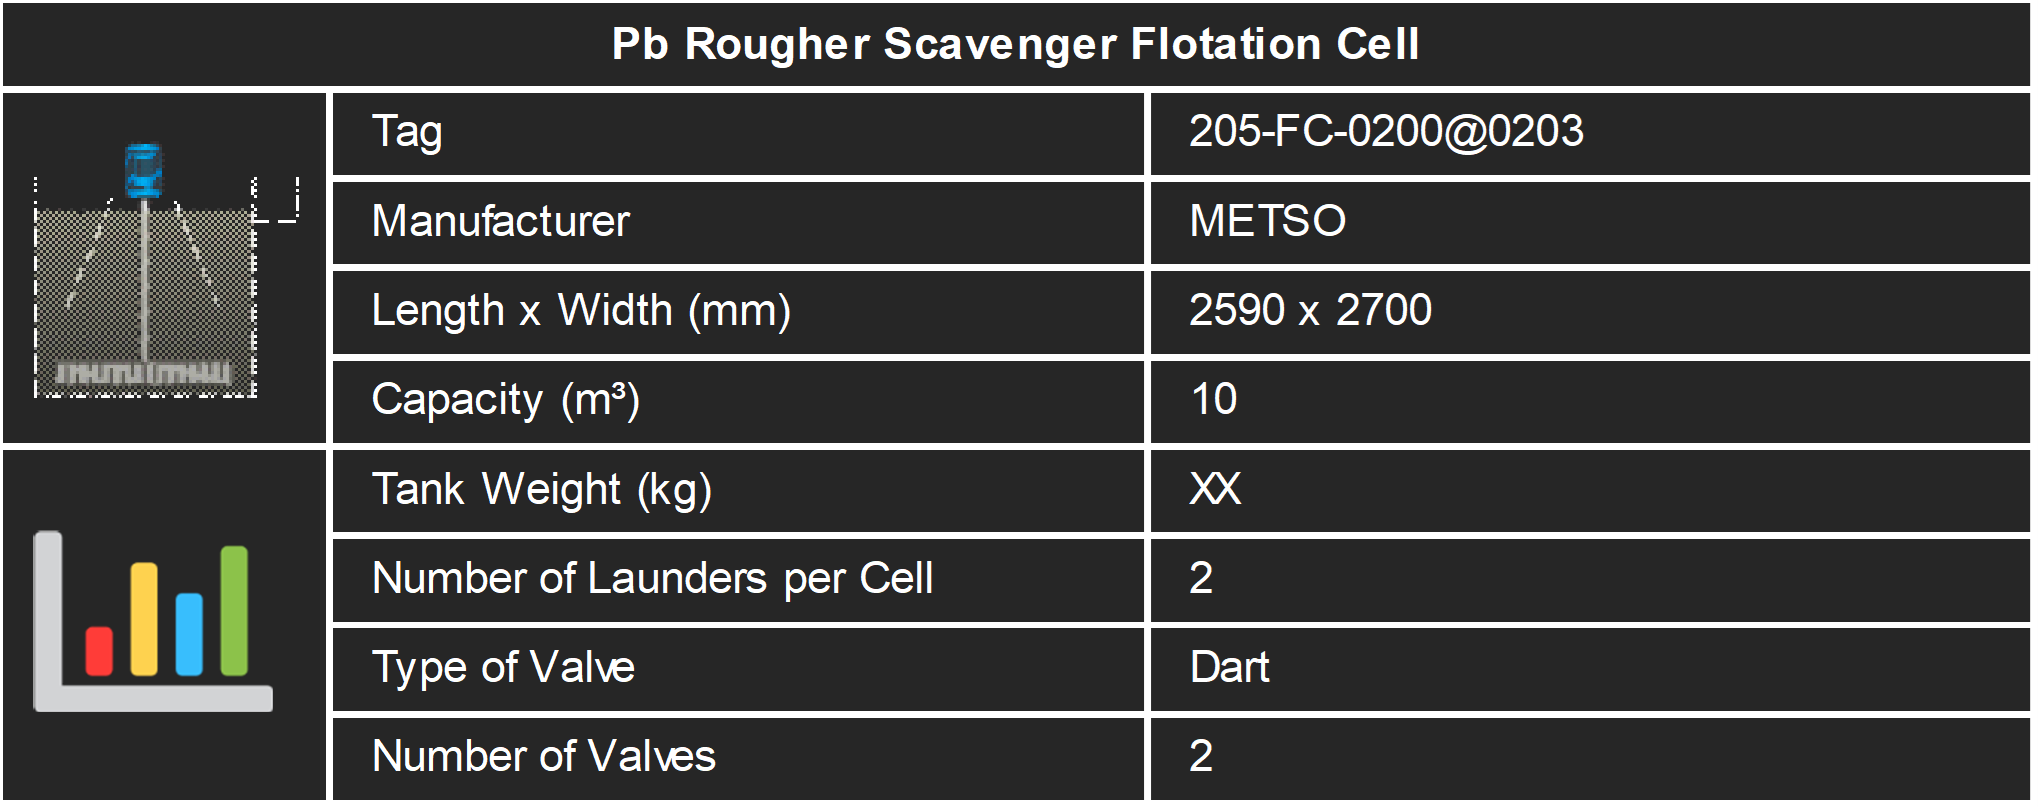 Pb Rougher Scavenger Flotation Cell
Tag 205-FC-0200@0203
Manufacturer METSO
Length x Width (mm) 2590 x 2700
Capacity (m³) 10
Tank Weight (kg) XX
Number of Launders per Cell 2
Type of Valve Dart
Number of Valves 2